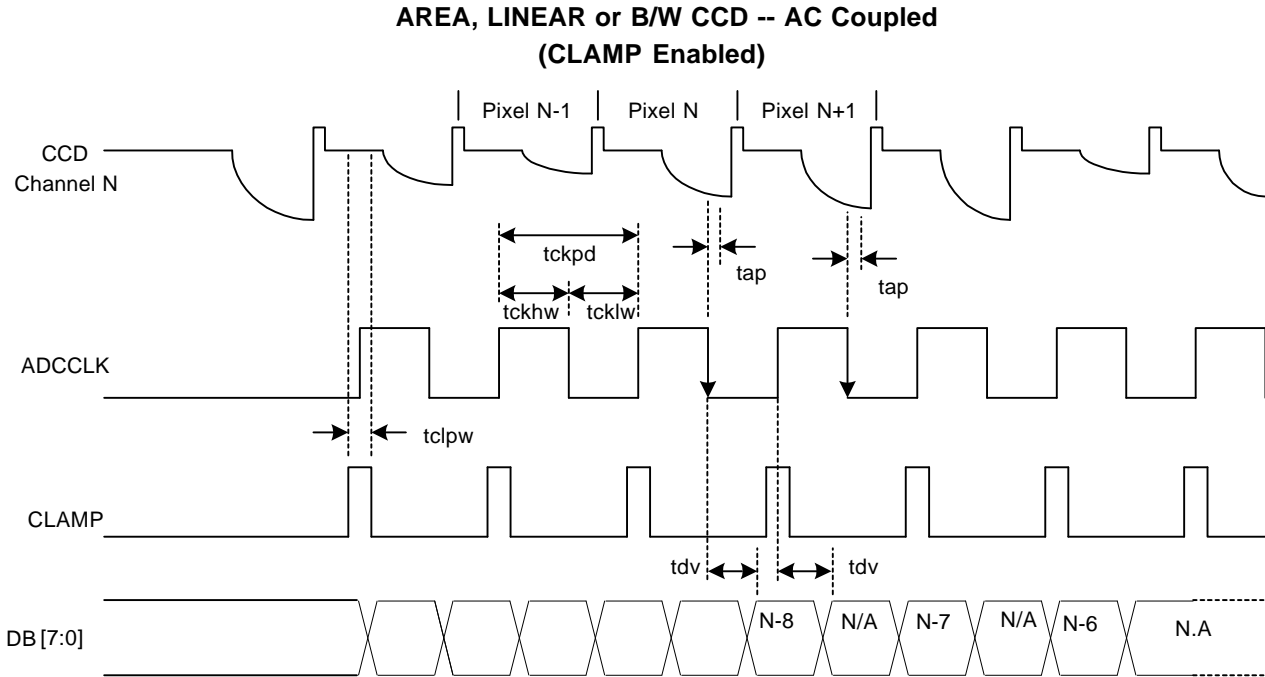 AREA, LINEAR or B/W CCD -- AC Coupled
(CLAMP Enabled)
Pixel N-1
Pixel N
Pixel N+1
CCD
Channel N
tckpd
tap
tap
tckhw
tcklw
ADCCLK
tclpw
CLAMP
tdv
tdv
DB [7:0]
N-8
N/A
N-7
N/A
N-6
N.A